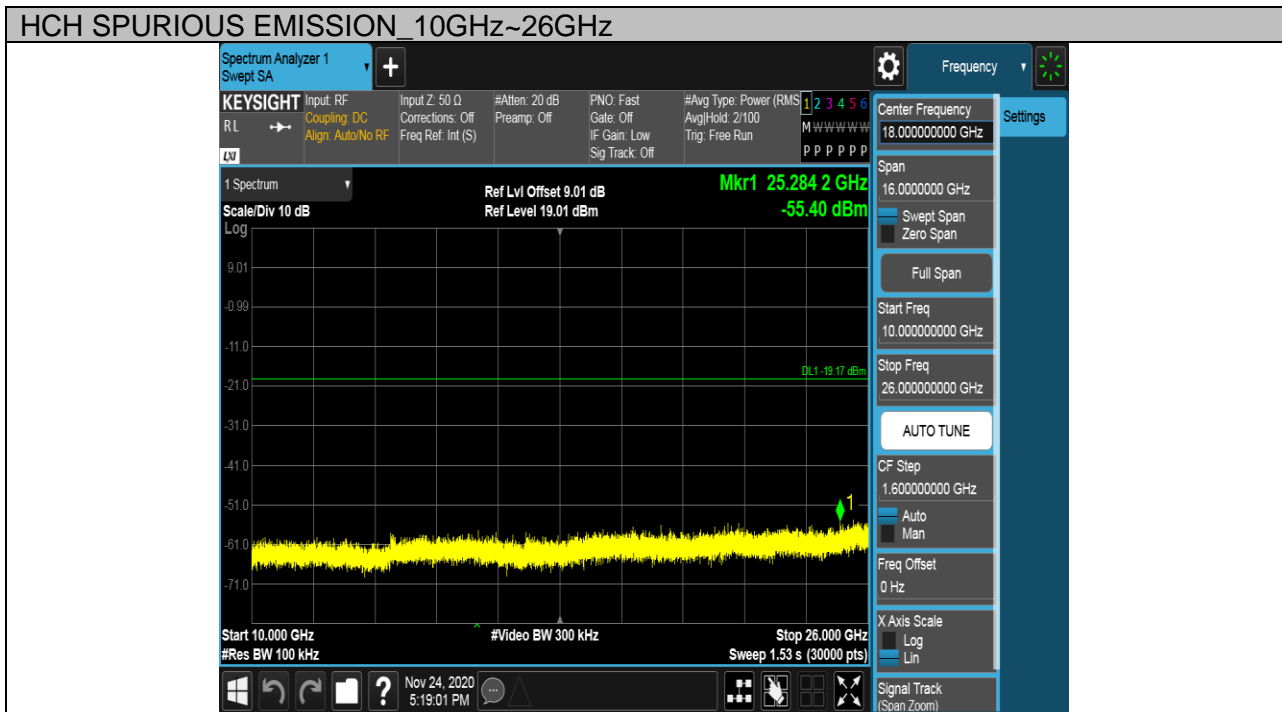 HCH SPURIOUS EMISSION_10GHz~26GHz
Spectrum Analyzer 1
Swept SA
+
Frequency
KEYSIGHT
RL
LXI
Input: RF
Coupling: DC
Align: Auto/No RF
Input Z: 50 Ω
Corrections: Off
Freq Ref: Int (S)
#Atten: 20 dB
Preamp: Off
PNO: Fast
Gate: Off
IF Gain: Low
Sig Track: Off
#Avg Type: Power (RMS
Avg|Hold: 2/100
Trig: Free Run
1 2 3 4 5 6
M W W W W W
P P P P P P
1 Spectrum
Scale/Div 10 dB
Log
Ref Lvl Offset 9.01 dB
Ref Level 19.01 dBm
Mkr1 25.284 2 GHz
-55.40 dBm
9.01
-0.99
-11.0
DL1 -19.17 dBm
-21.0
-31.0
-41.0
-51.0
1
-61.0
-71.0
Start 10.000 GHz
#Res BW 100 kHz
#Video BW 300 kHz
Stop 26.000 GHz
Sweep 1.53 s (30000 pts)
Center Frequency
18.000000000 GHz
Settings
Span
16.0000000 GHz
Swept Span
Zero Span
Full Span
Start Freq
10.000000000 GHz
Stop Freq
26.000000000 GHz
AUTO TUNE
CF Step
1.600000000 GHz
Auto
Man
Freq Offset
0 Hz
X Axis Scale
Log
Lin
Signal Track
(Span Zoom)
?
Nov 24, 2020
5:19:01 PM